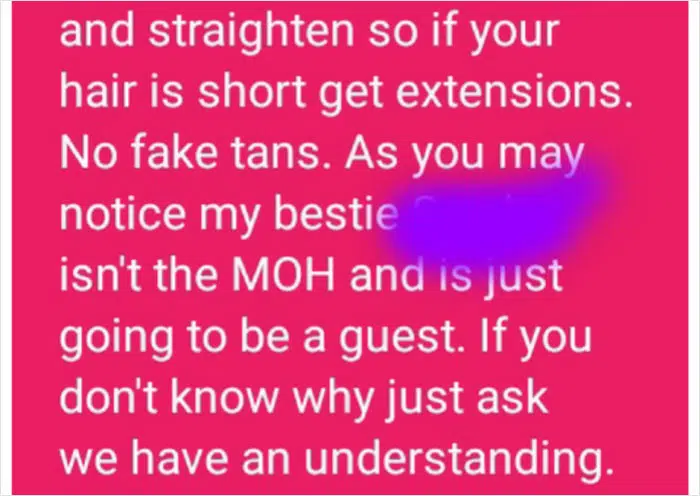 and straighten so if your
hair is short get extensions.
No fake tans. As you may
notice my bestie
isn't the MOH and is just
going to be a guest. If you
don't know why just ask
we have an understanding.